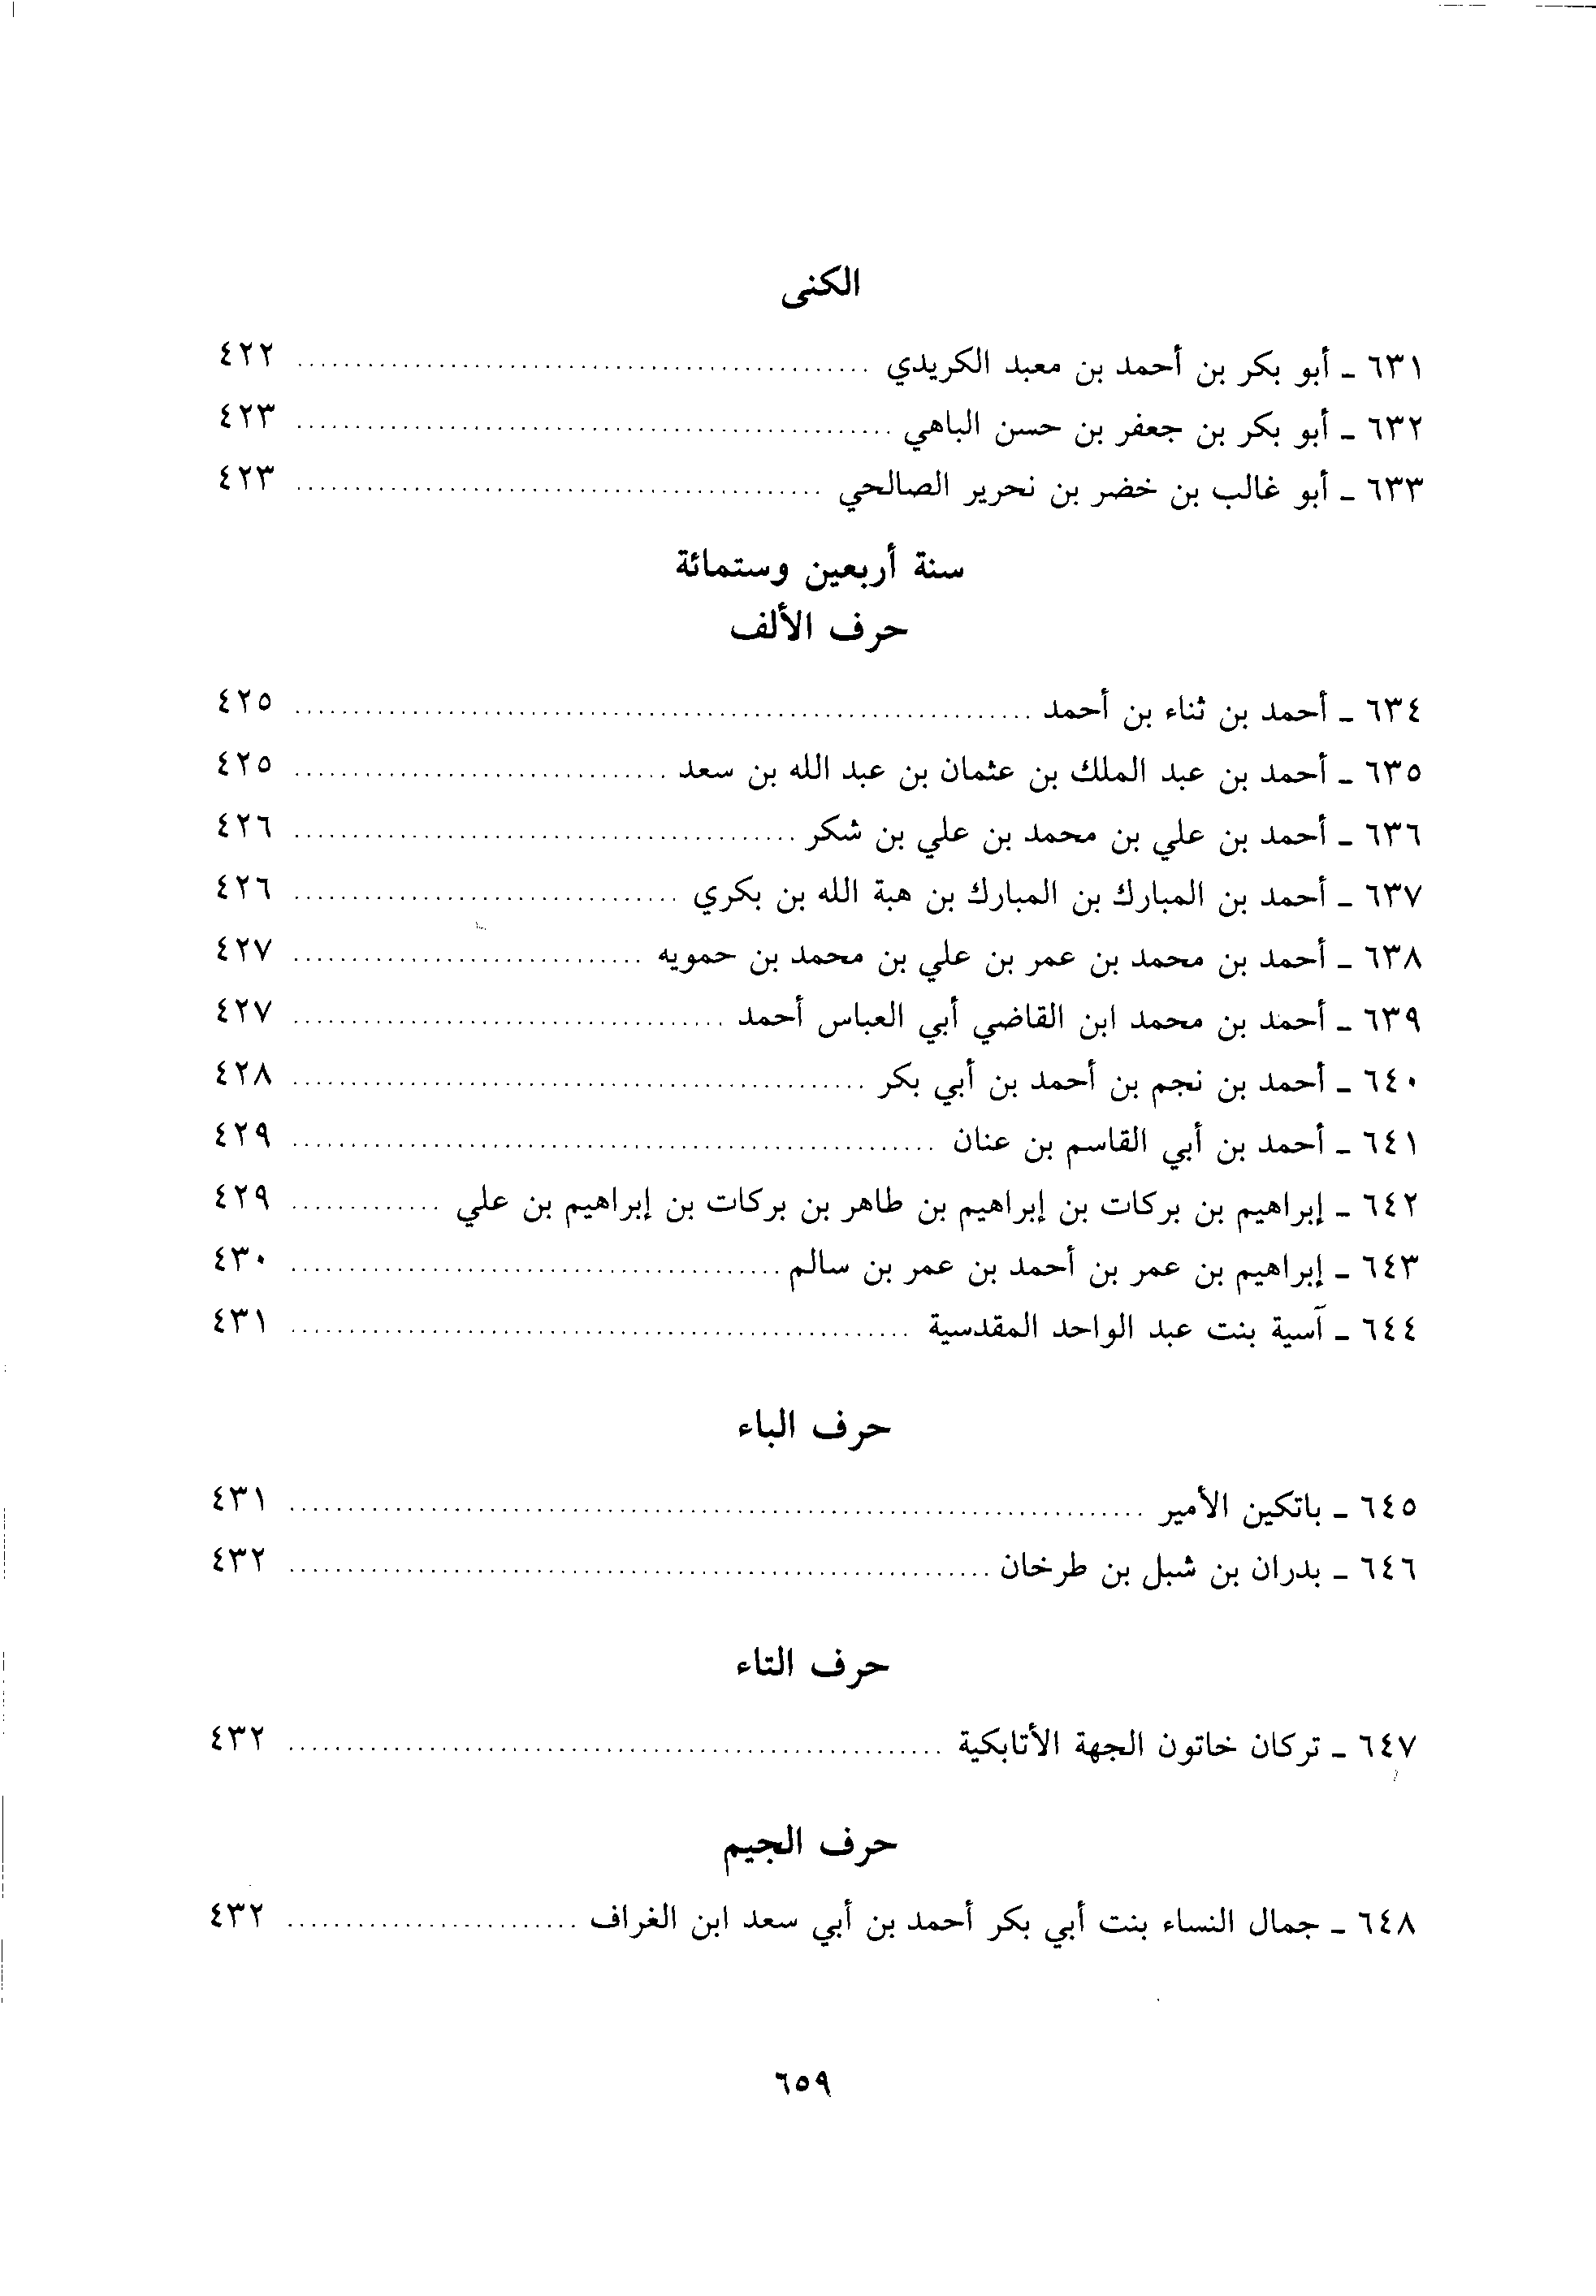 الكنى
٦٣١ ـ أبو بكر بن أحمد بن معبد الكريدي ................ ٤٢٢
٦٣٢ ـ أبو بكر بن جعفر بن حسن الباهي ................ ٤٢٣
٦٣٣ ـ أبو غالب بن خضر بن نحرير الصالحي ................ ٤٢٣
سنة أربعين وستمائة
حرف الألف
٦٣٤ ـ أحمد بن ثناء بن أحمد ................ ٤٢٥
٦٣٥ ـ أحمد بن عبد الملك بن عثمان بن عبد الله بن سعد ................ ٤٢٥
٦٣٦ ـ أحمد بن علي بن محمد بن علي بن شكر ................ ٤٢٦
٦٣٧ ـ أحمد بن المبارك بن المبارك بن هبة الله بن بكري ................ ٤٢٦
٦٣٨ ـ أحمد بن محمد بن عمر بن علي بن محمد بن حمويه ................ ٤٢٧
٦٣٩ ـ أحمد بن محمد ابن القاضي أبي العباس أحمد ................ ٤٢٧
٦٤٠ ـ أحمد بن نجم بن أحمد بن أبي بكر ................ ٤٢٨
٦٤١ ـ أحمد بن أبي القاسم بن عنان ................ ٤٢٩
٦٤٢ ـ إبراهيم بن بركات بن إبراهيم بن طاهر بن بركات بن إبراهيم بن علي ............. ٤٢٩
٦٤٣ ـ إبراهيم بن عمر بن أحمد بن عمر بن سالم ................ ٤٣٠
٦٤٤ ـ آسية بنت عبد الواحد المقدسية ................ ٤٣١
حرف الباء
٦٤٥ ـ باتكين الأمير ................ ٤٣١
٦٤٦ ـ بدران بن شبل بن طرخان ................ ٤٣٢
حرف التاء
٦٤٧ ـ تركان خاتون الجهة الأتابكية ................ ٤٣٢
حرف الجيم
٦٤٨ ـ جمال النساء بنت أبي بكر أحمد بن أبي سعد ابن الغراف ................ ٤٣٢
٦٥٩